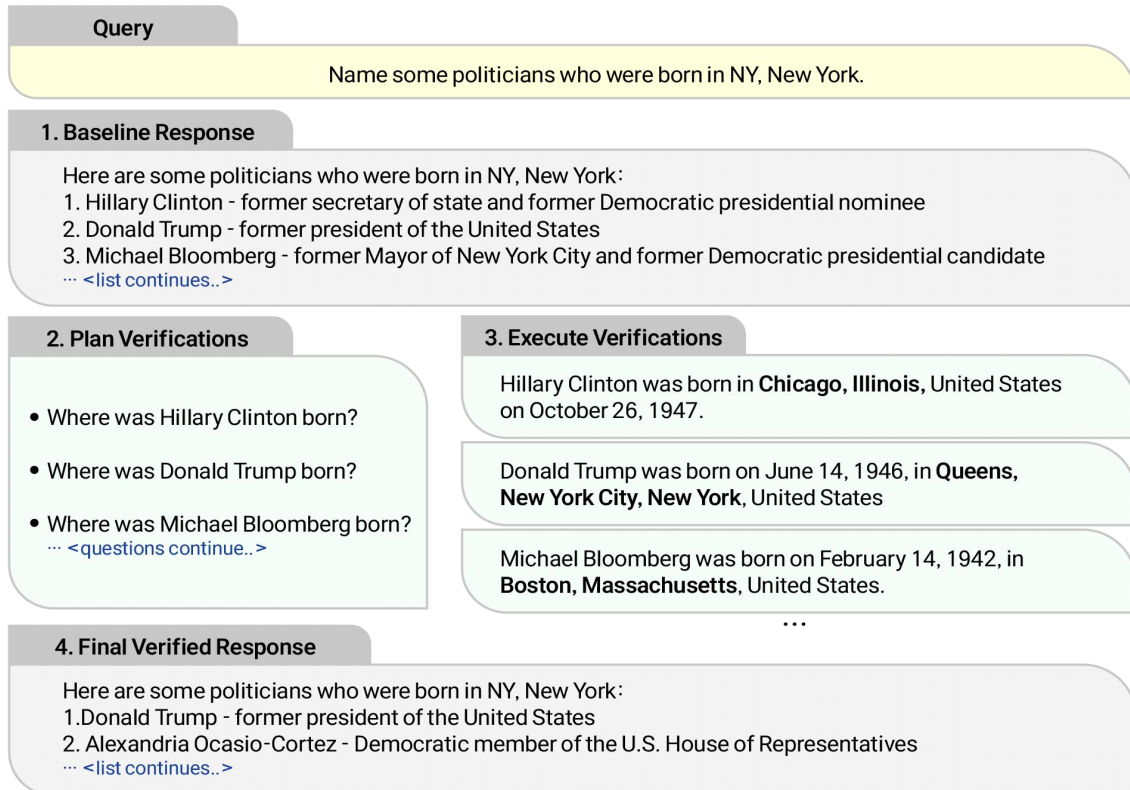 Query
Name some politicians who were born in NY, New York.
1. Baseline Response
Here are some politicians who were born in NY, New York:
1. Hillary Clinton - former secretary of state and former Democratic presidential nominee
2. Donald Trump - former president of the United States
3. Michael Bloomberg - former Mayor of New York City and former Democratic presidential candidate
... <list continues..>
2. Plan Verifications
• Where was Hillary Clinton born?
• Where was Donald Trump born?
• Where was Michael Bloomberg born?
... <questions continue..>
3. Execute Verifications
Hillary Clinton was born in Chicago, Illinois, United States
on October 26, 1947.
Donald Trump was born on June 14, 1946, in Queens,
New York City, New York, United States
Michael Bloomberg was born on February 14, 1942, in
Boston, Massachusetts, United States.
...
4. Final Verified Response
Here are some politicians who were born in NY, New York:
1.Donald Trump - former president of the United States
2. Alexandria Ocasio-Cortez - Democratic member of the U.S. House of Representatives
... <list continues..>